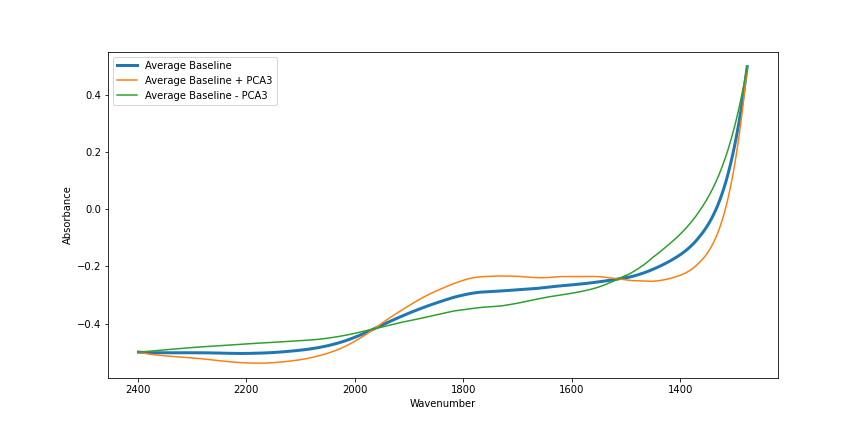 Average Baseline
Average Baseline + PCA3
Average Baseline - PCA3
0.4
0.2
0.0
−0.2
−0.4
Absorbance
2400 2200 2000 1800 1600 1400
Wavenumber